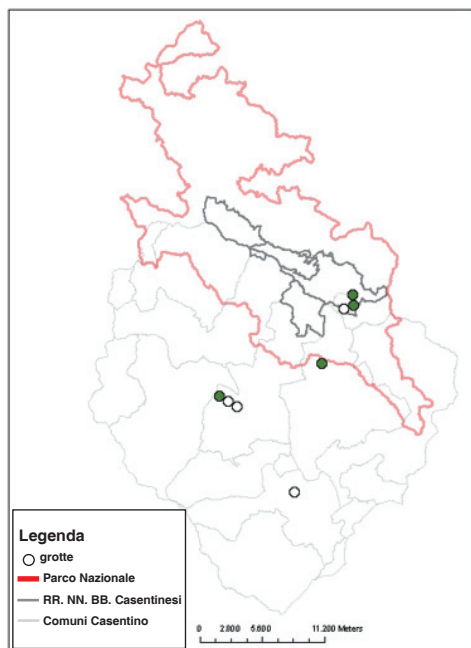 Legenda
grotte
Parco Nazionale
RR. NN. BB. Casentinesi
Comuni Casentino
0 2.800 5.600 11.200 Meters